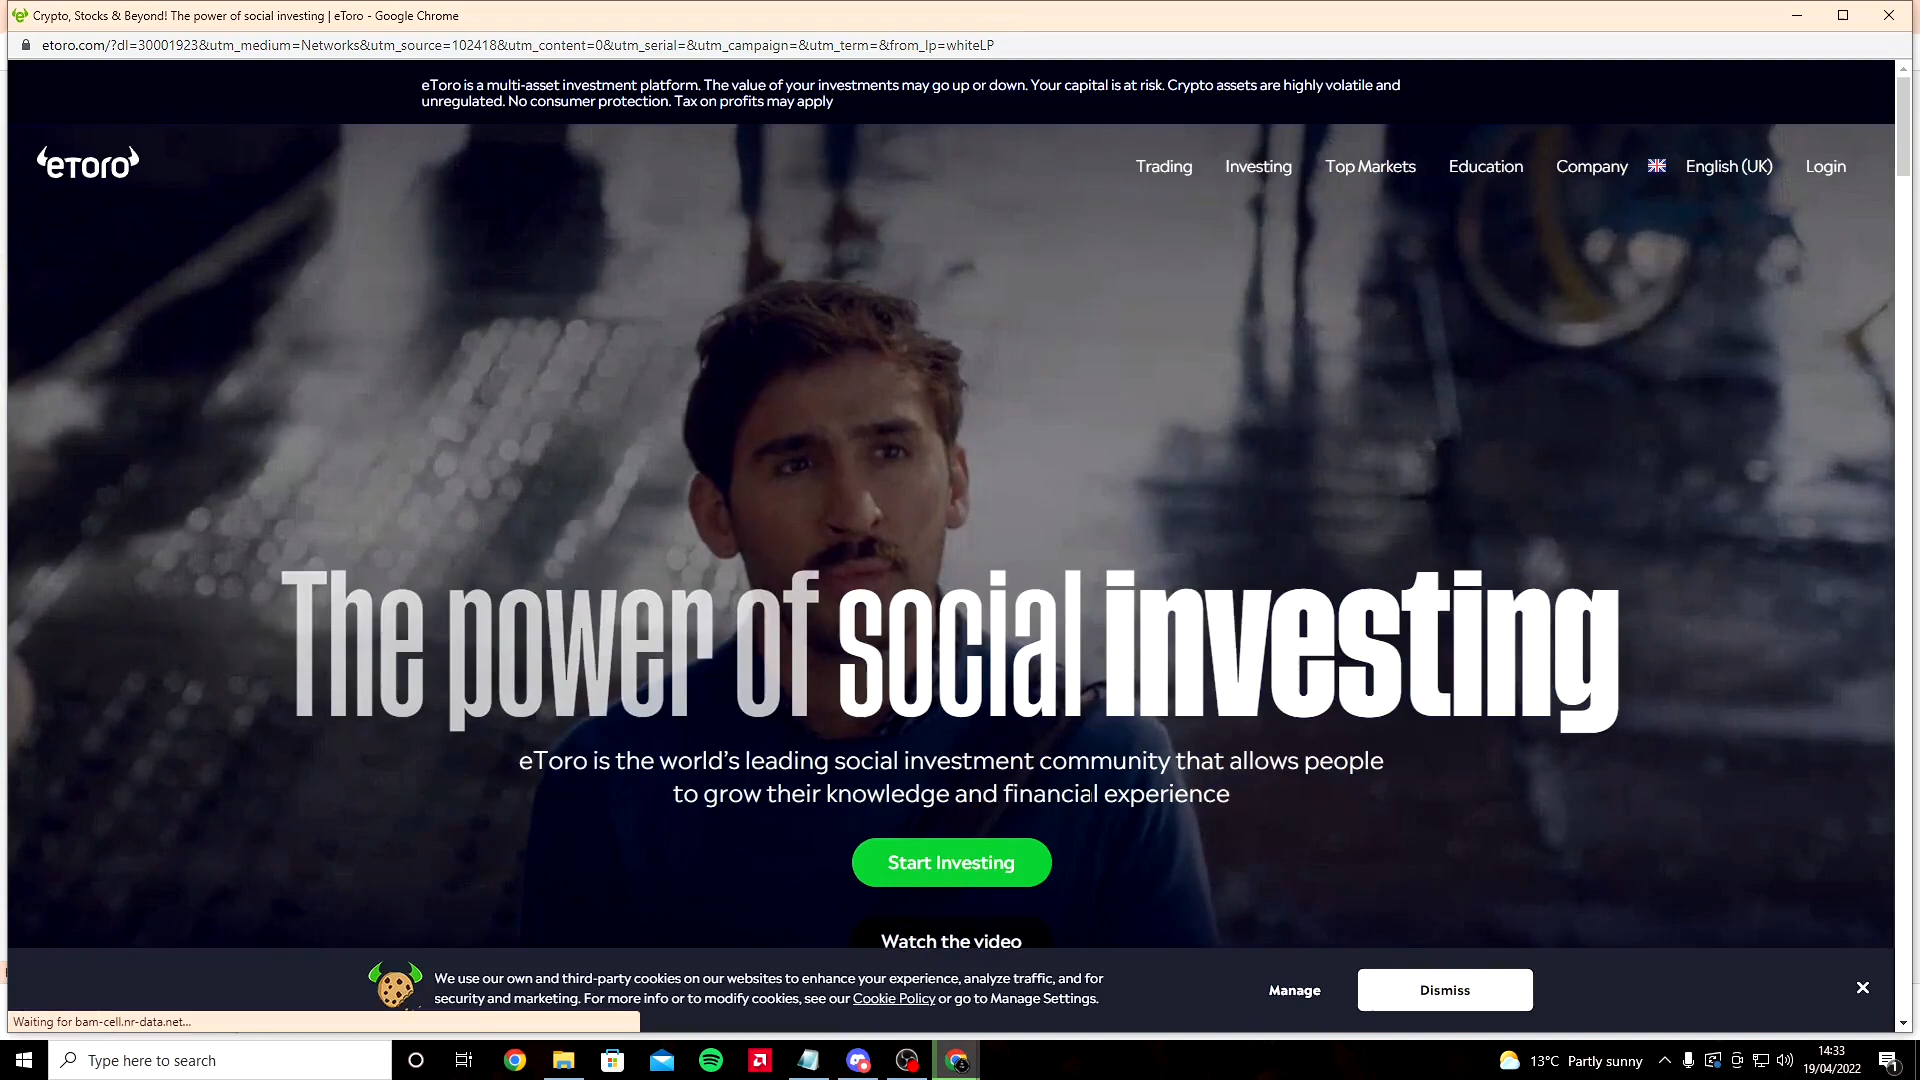 Crypto, Stocks & Beyond! The power of social investing | eToro - Google Chrome
etoro.com/?dl=30001923&utm_medium=Networks&utm_source=102418&utm_content=0&utm_serial=&utm_campaign=&utm_term=&from_lp=whiteLP
eToro is a multi-asset investment platform. The value of your investments may go up or down. Your capital is at risk. Crypto assets are highly volatile and
unregulated. No consumer protection. Tax on profits may apply
eToro Trading Investing Top Markets Education Company English (UK) Login
The power of social investing
eToro is the world's leading social investment community that allows people
to grow their knowledge and financial experience
Start Investing
Watch the video
We use our own and third-party cookies on our websites to enhance your experience, analyze traffic, and for
security and marketing. For more info or to modify cookies, see our Cookie Policy or go to Manage Settings.
Manage Dismiss
Waiting for bam-cell.nr-data.net...
Type here to search
13°C Partly sunny
14:33
19/04/2022
1